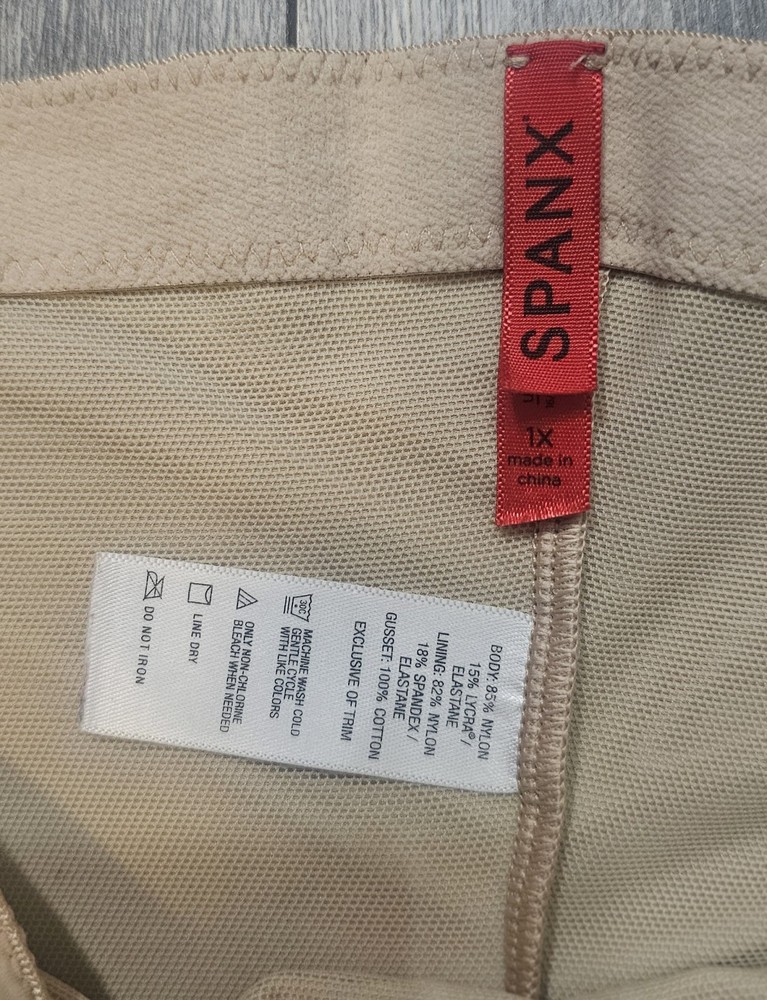 SPANX
1X
made in
china
BODY: 85% NYLON
15% LYCRA® /
ELASTANE
LINING: 82% NYLON
18% SPANDEX /
ELASTANE
GUSSET: 100% COTTON
EXCLUSIVE OF TRIM
30C
MACHINE WASH COLD
GENTLE CYCLE
WITH LIKE COLORS
ONLY NON-CHLORINE
BLEACH WHEN NEEDED
LINE DRY
DO NOT IRON